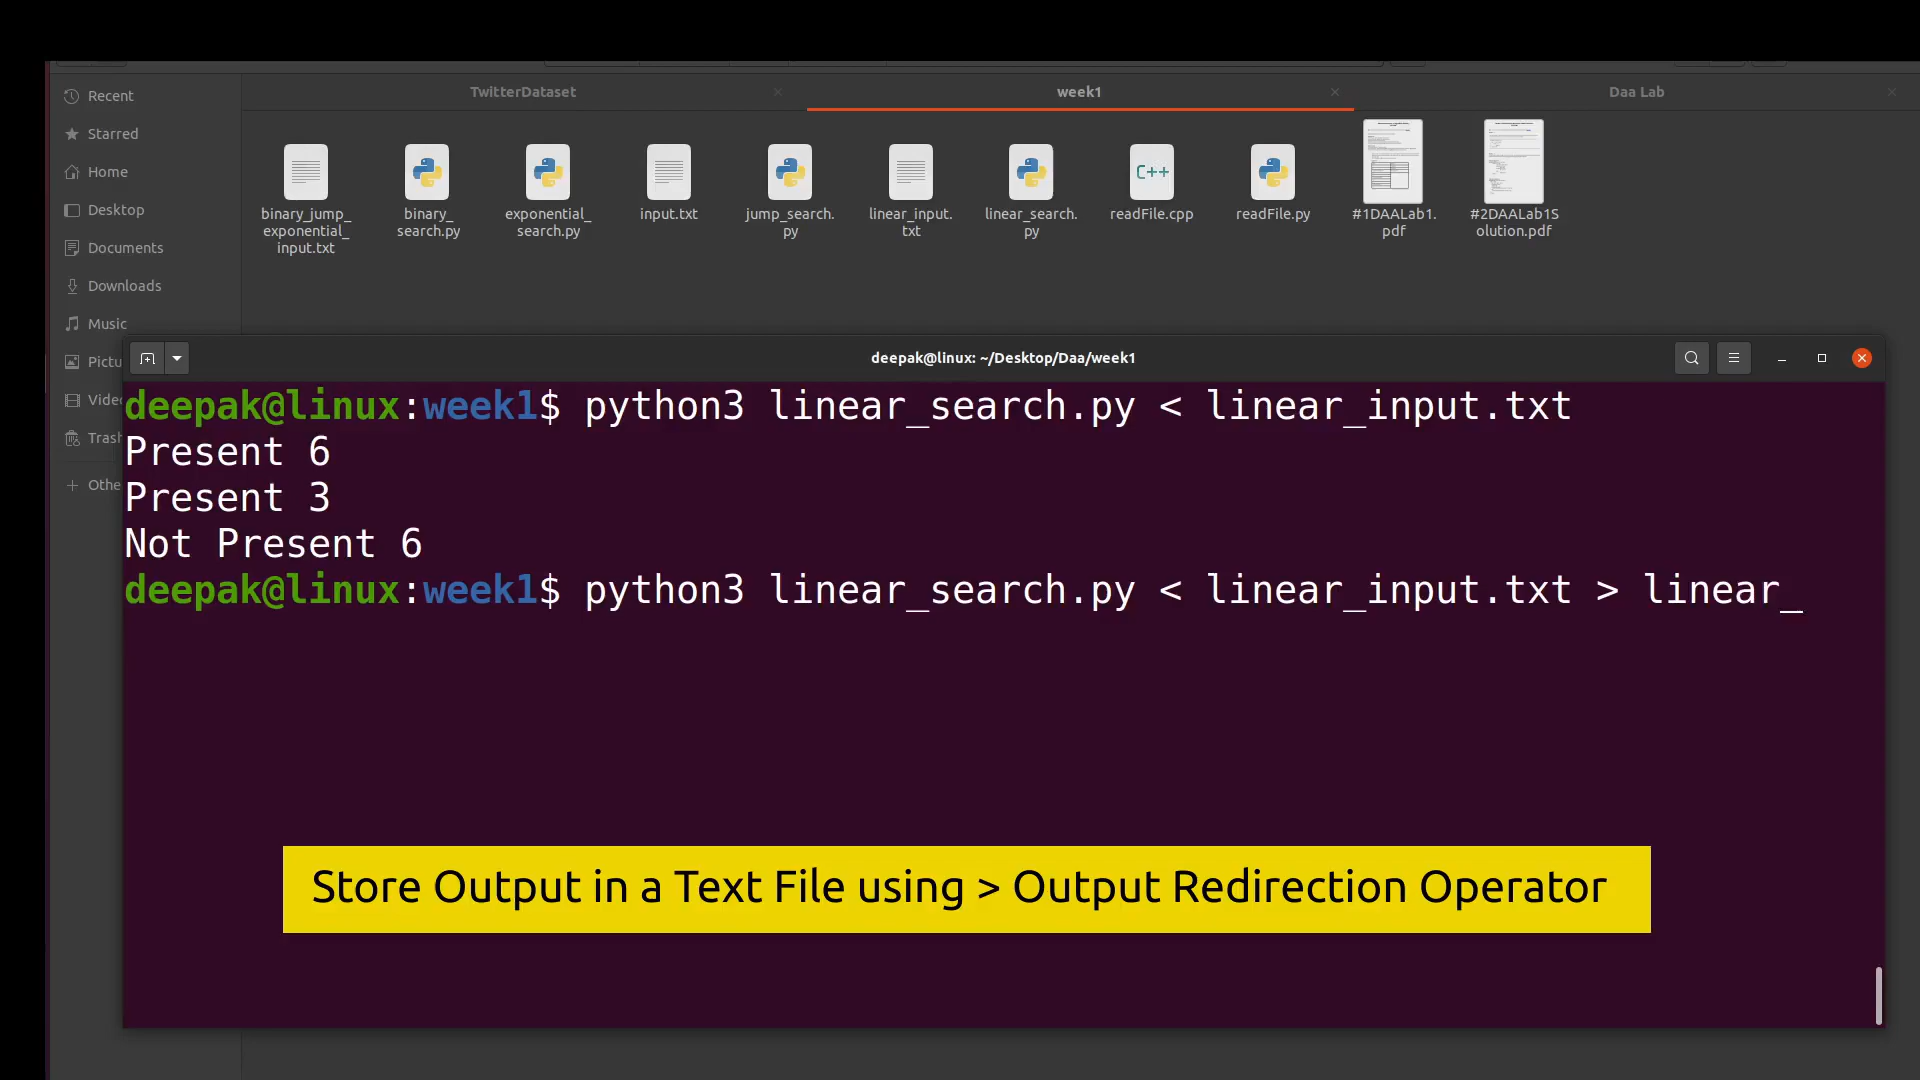 TwitterDataset
week1
Daa Lab
Recent
Starred
Home
Desktop
Documents
Downloads
Music
Pictu
Video
Trash
Othe
binary_jump_
exponential_
input.txt
binary_
search.py
exponential_
search.py
input.txt
jump_search.
py
linear_input.
txt
linear_search.
py
C++
readFile.cpp
readFile.py
#1DAALab1.
pdf
#2DAALab1S
olution.pdf
deepak@linux: ~/Desktop/Daa/week1
deepak@linux:week1$ python3 linear_search.py < linear_input.txt
Present 6
Present 3
Not Present 6
deepak@linux:week1$ python3 linear_search.py < linear_input.txt > linear_
Store Output in a Text File using > Output Redirection Operator